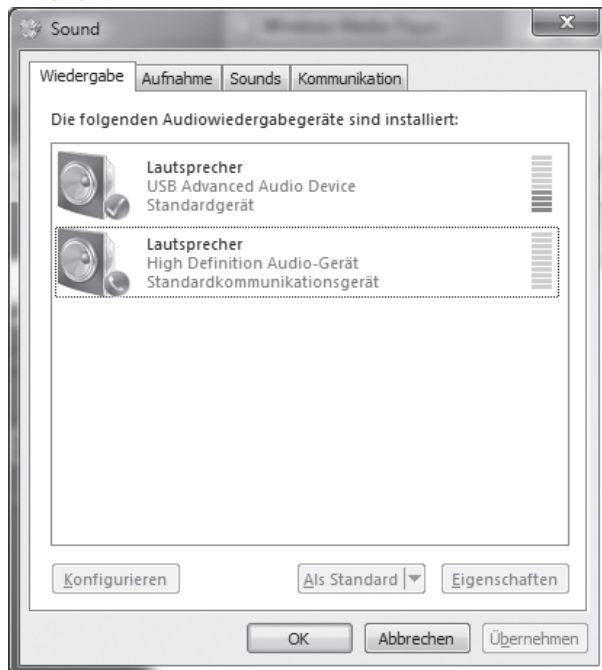 Sound
Wiedergabe Aufnahme Sounds Kommunikation
Die folgenden Audiowiedergabegeräte sind installiert:
Lautsprecher
USB Advanced Audio Device
Standardgerät
Lautsprecher
High Definition Audio-Gerät
Standardkommunikationsgerät
Konfigurieren Als Standard Eigenschaften
OK Abbrechen Übernehmen